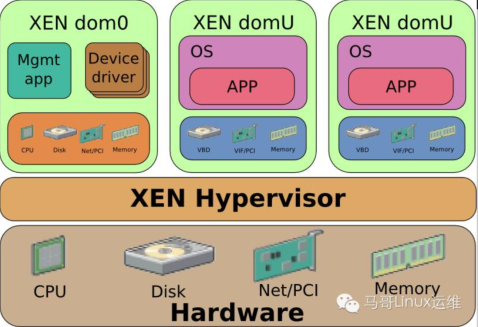 XEN dom0
Mgmt
app
Device
driver
CPU
Disk
Net/PCI
Memory
XEN domU
OS
APP
VBD
VIF/PCI
Memory
XEN domU
OS
APP
VBD
VIF/PCI
Memory
XEN Hypervisor
CPU
Disk
Net/PCI
Memory
Hardware
马哥Linux运维